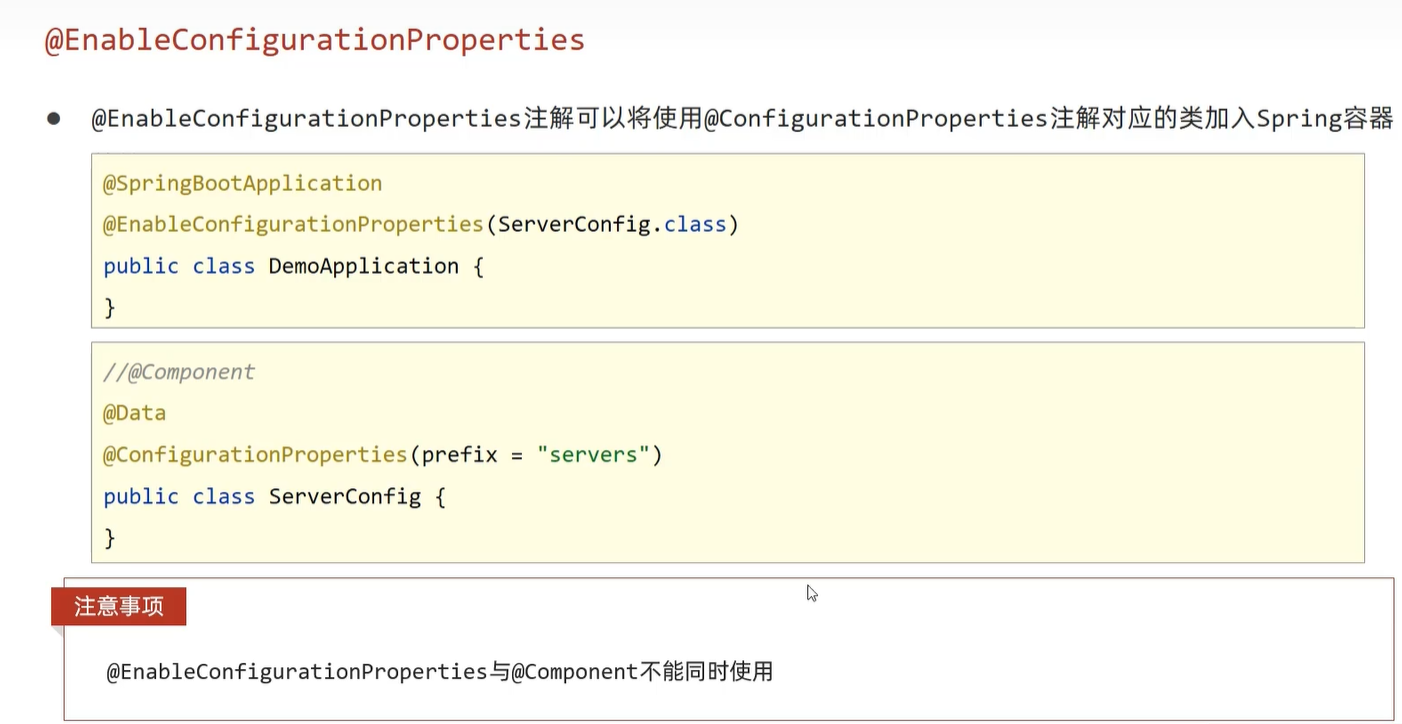 @EnableConfigurationProperties
● @EnableConfigurationProperties注解可以将使用@ConfigurationProperties注解对应的类加入Spring容器
@SpringBootApplication
@EnableConfigurationProperties(ServerConfig.class)
public class DemoApplication {
}
//@Component
@Data
@ConfigurationProperties(prefix = "servers")
public class ServerConfig {
}
注意事项
@EnableConfigurationProperties与@Component不能同时使用